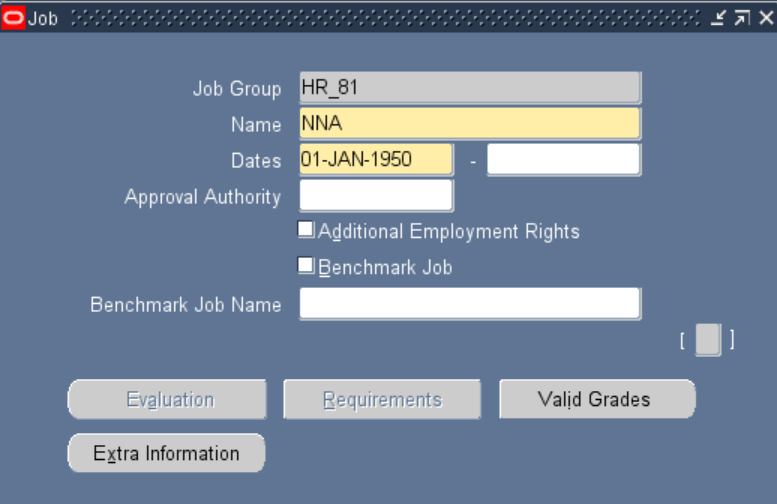 Job
Job Group HR_81
Name NNA
Dates 01-JAN-1950 -
Approval Authority
Additional Employment Rights
Benchmark Job
Benchmark Job Name
[ ]
Evaluation Requirements Valid Grades
Extra Information